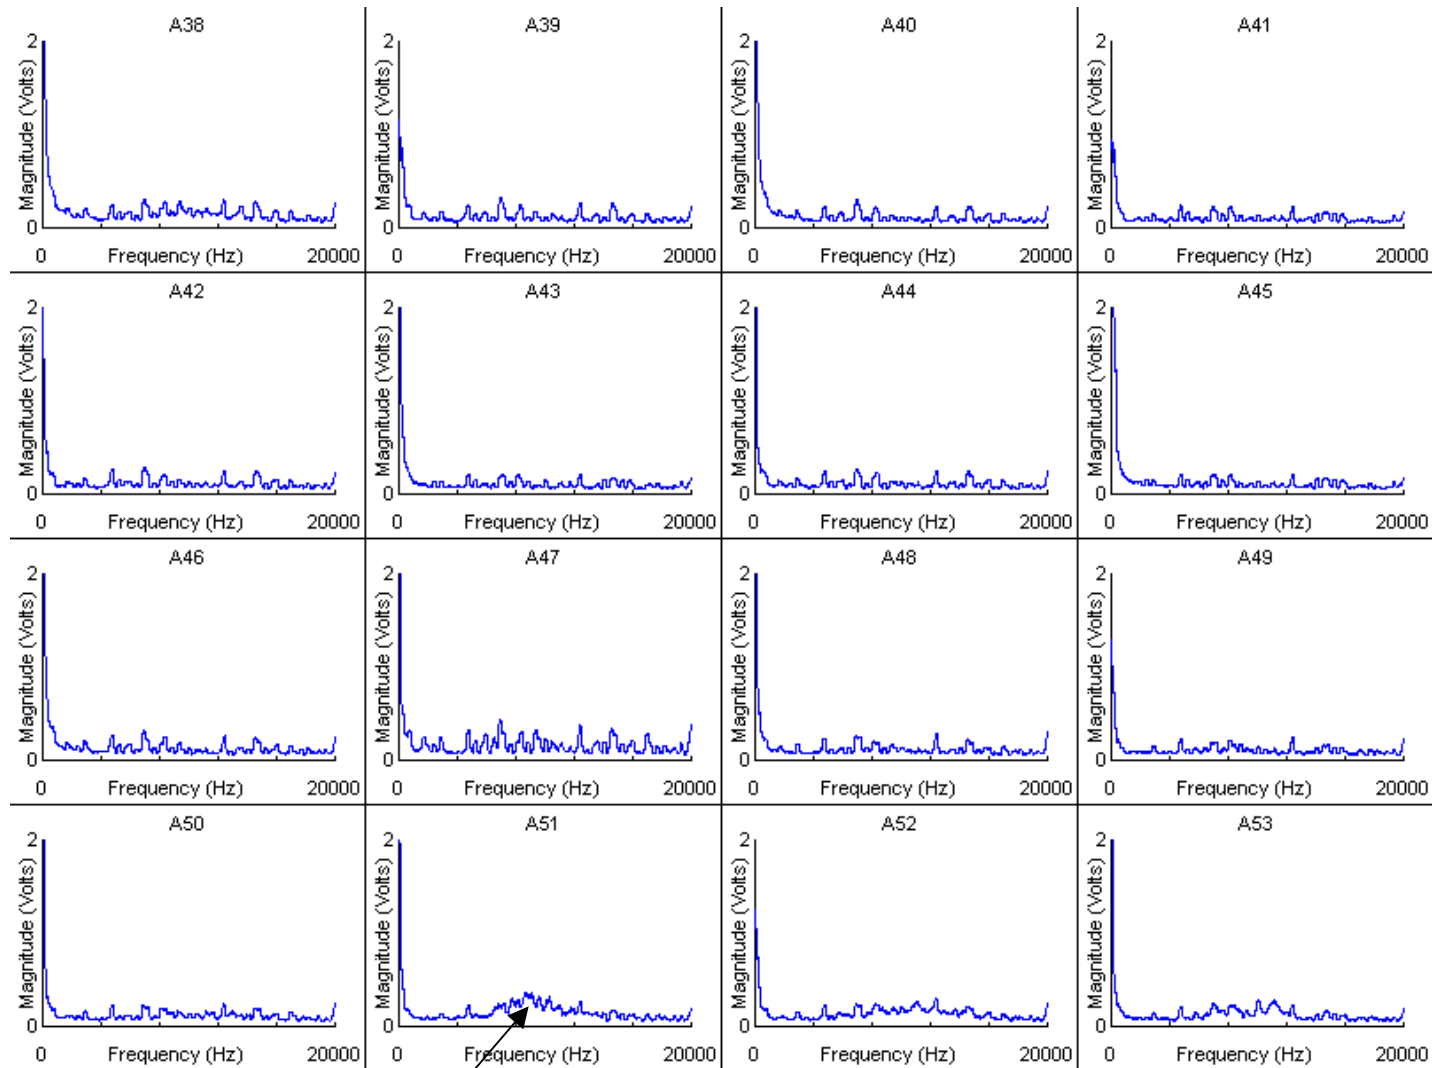 A38
2
Magnitude (Volts)
0
0 Frequency (Hz) 20000
A39
2
Magnitude (Volts)
0
0 Frequency (Hz) 20000
A40
2
Magnitude (Volts)
0
0 Frequency (Hz) 20000
A41
2
Magnitude (Volts)
0
0 Frequency (Hz) 20000
A42
2
Magnitude (Volts)
0
0 Frequency (Hz) 20000
A43
2
Magnitude (Volts)
0
0 Frequency (Hz) 20000
A44
2
Magnitude (Volts)
0
0 Frequency (Hz) 20000
A45
2
Magnitude (Volts)
0
0 Frequency (Hz) 20000
A46
2
Magnitude (Volts)
0
0 Frequency (Hz) 20000
A47
2
Magnitude (Volts)
0
0 Frequency (Hz) 20000
A48
2
Magnitude (Volts)
0
0 Frequency (Hz) 20000
A49
2
Magnitude (Volts)
0
0 Frequency (Hz) 20000
A50
2
Magnitude (Volts)
0
0 Frequency (Hz) 20000
A51
2
Magnitude (Volts)
0
0 Frequency (Hz) 20000
A52
2
Magnitude (Volts)
0
0 Frequency (Hz) 20000
A53
2
Magnitude (Volts)
0
0 Frequency (Hz) 20000